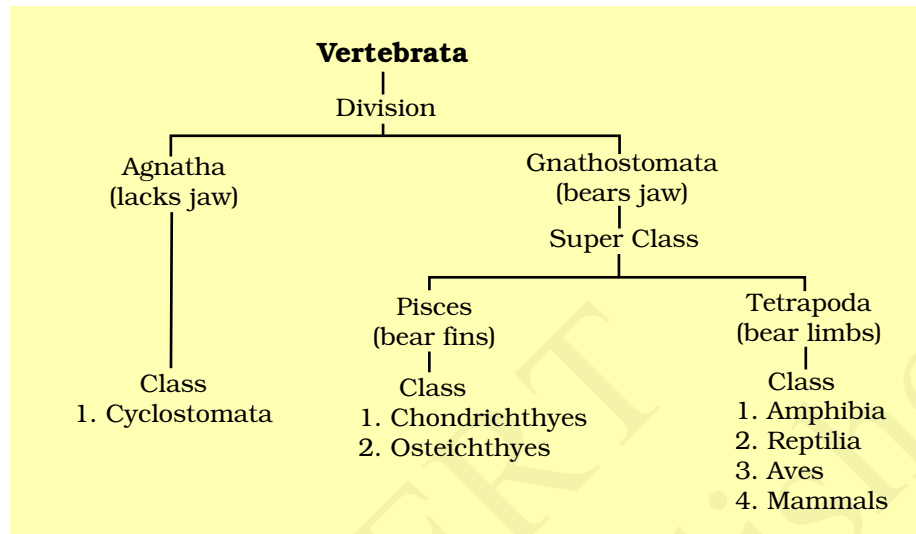 Vertebrata
Division
Agnatha
(lacks jaw)
Gnathostomata
(bears jaw)
Super Class
Pisces
(bear fins)
Tetrapoda
(bear limbs)
Class
1. Cyclostomata
Class
1. Chondrichthyes
2. Osteichthyes
Class
1. Amphibia
2. Reptilia
3. Aves
4. Mammals